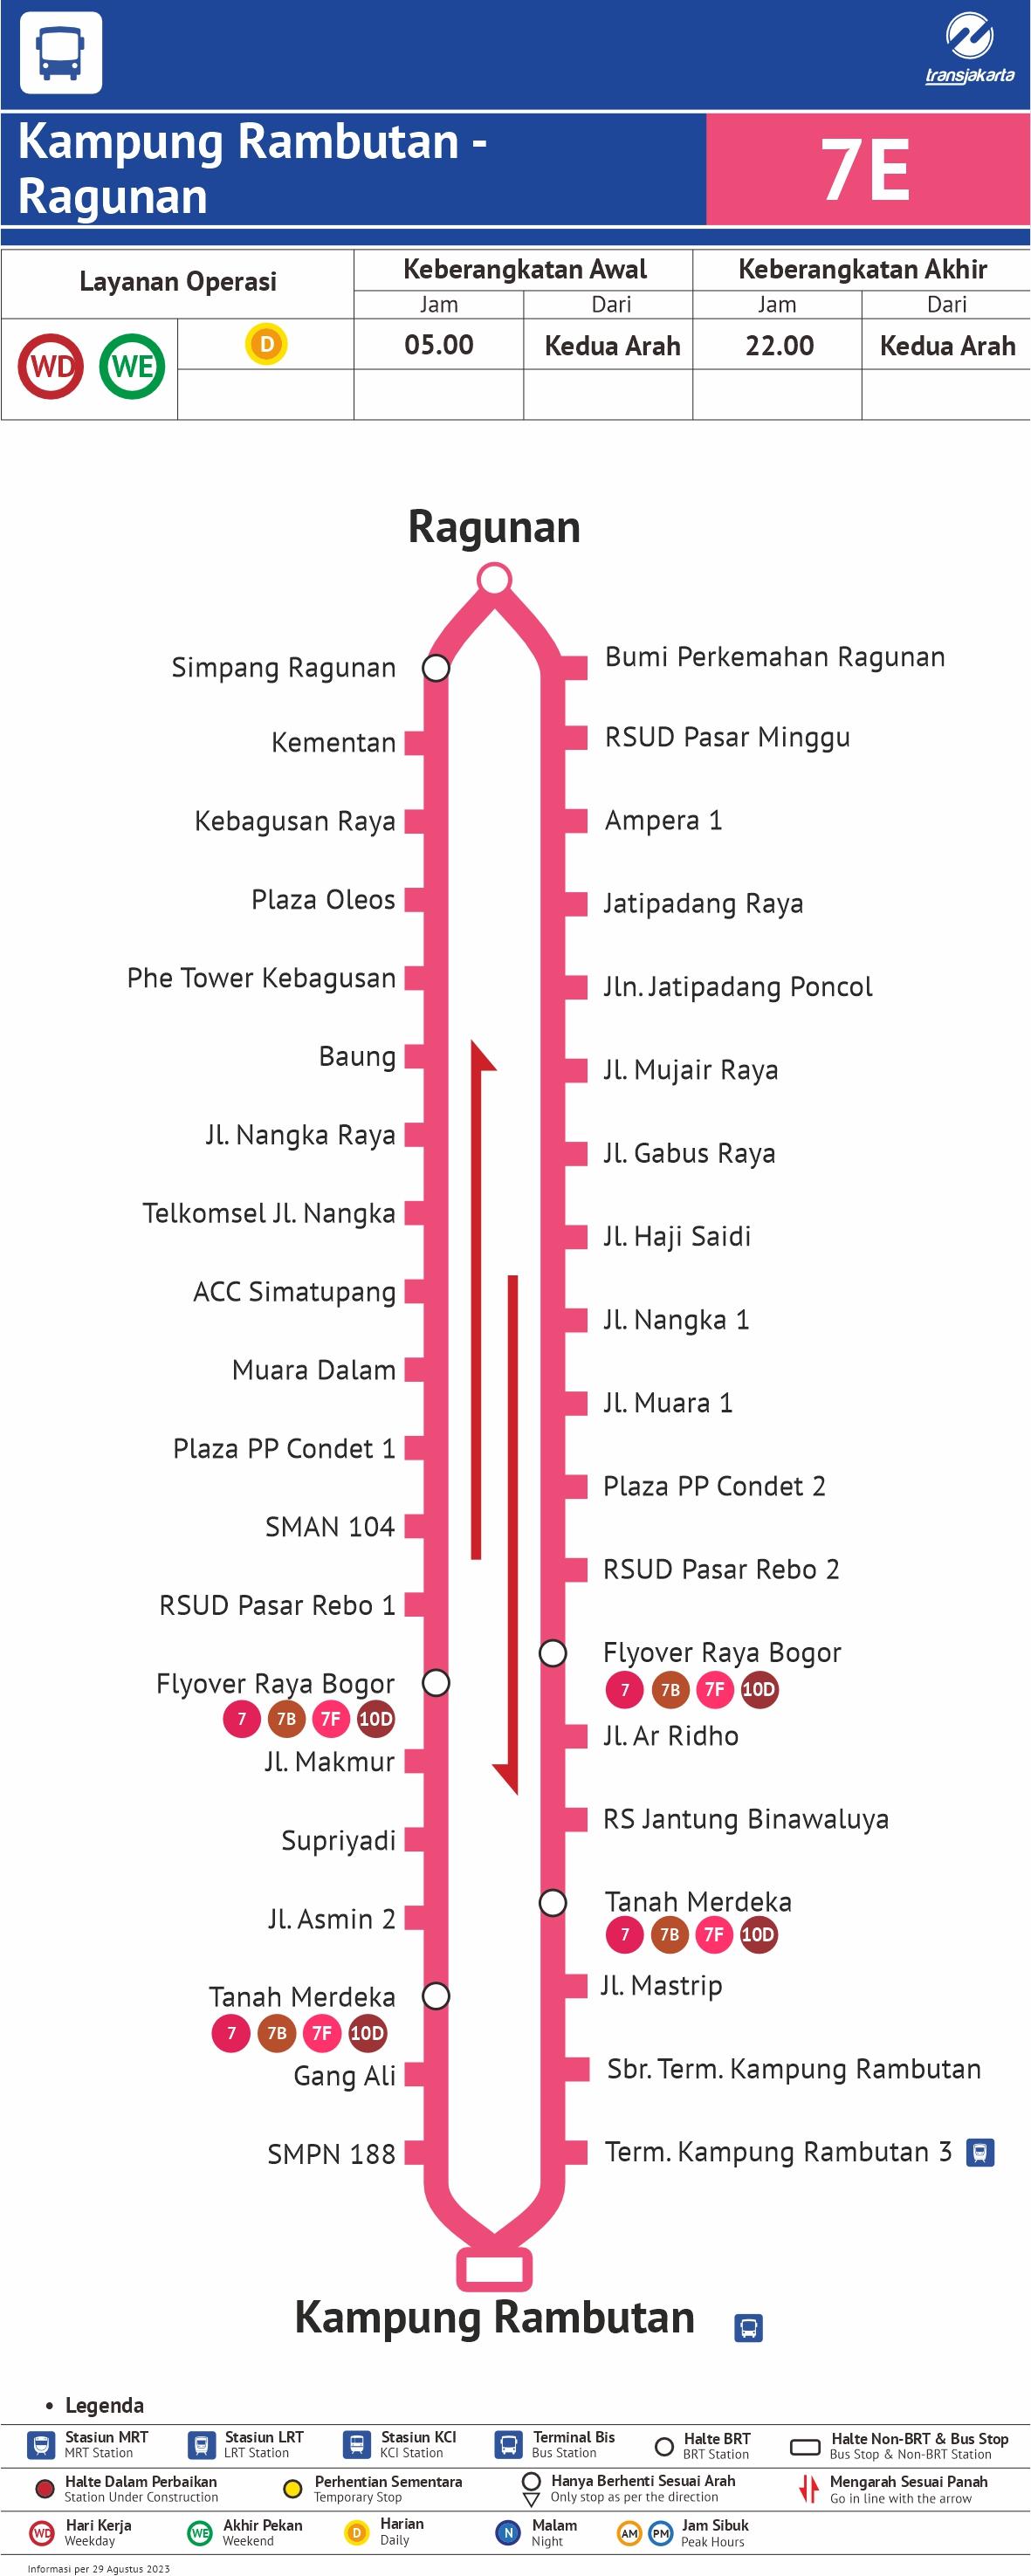 transjakarta
Kampung Rambutan -
Ragunan
7E
Layanan Operasi
Keberangkatan Awal
Keberangkatan Akhir
Jam
Dari
Jam
Dari
WD
WE
D
05.00
Kedua Arah
22.00
Kedua Arah
Ragunan
Simpang Ragunan
Kementan
Kebagusan Raya
Plaza Oleos
Phe Tower Kebagusan
Baung
Jl. Nangka Raya
Telkomsel Jl. Nangka
ACC Simatupang
Muara Dalam
Plaza PP Condet 1
SMAN 104
RSUD Pasar Rebo 1
Flyover Raya Bogor
7 7B 7F 10D
Jl. Makmur
Supriyadi
Jl. Asmin 2
Tanah Merdeka
7 7B 7F 10D
Gang Ali
SMPN 188
Bumi Perkemahan Ragunan
RSUD Pasar Minggu
Ampera 1
Jatipadang Raya
Jln. Jatipadang Poncol
Jl. Mujair Raya
Jl. Gabus Raya
Jl. Haji Saidi
Jl. Nangka 1
Jl. Muara 1
Plaza PP Condet 2
RSUD Pasar Rebo 2
Flyover Raya Bogor
7 7B 7F 10D
Jl. Ar Ridho
RS Jantung Binawaluya
Tanah Merdeka
7 7B 7F 10D
Jl. Mastrip
Sbr. Term. Kampung Rambutan
Term. Kampung Rambutan 3
Kampung Rambutan
• Legenda
Stasiun MRT
MRT Station
Stasiun LRT
LRT Station
Stasiun KCI
KCI Station
Terminal Bis
Bus Station
Halte BRT
BRT Station
Halte Non-BRT & Bus Stop
Bus Stop & Non-BRT Station
Halte Dalam Perbaikan
Station Under Construction
Perhentian Sementara
Temporary Stop
Hanya Berhenti Sesuai Arah
Only stop as per the direction
Mengarah Sesuai Panah
Go in line with the arrow
WD
Hari Kerja
Weekday
WE
Akhir Pekan
Weekend
D
Harian
Daily
N
Malam
Night
AM PM
Jam Sibuk
Peak Hours
Informasi per 29 Agustus 2023